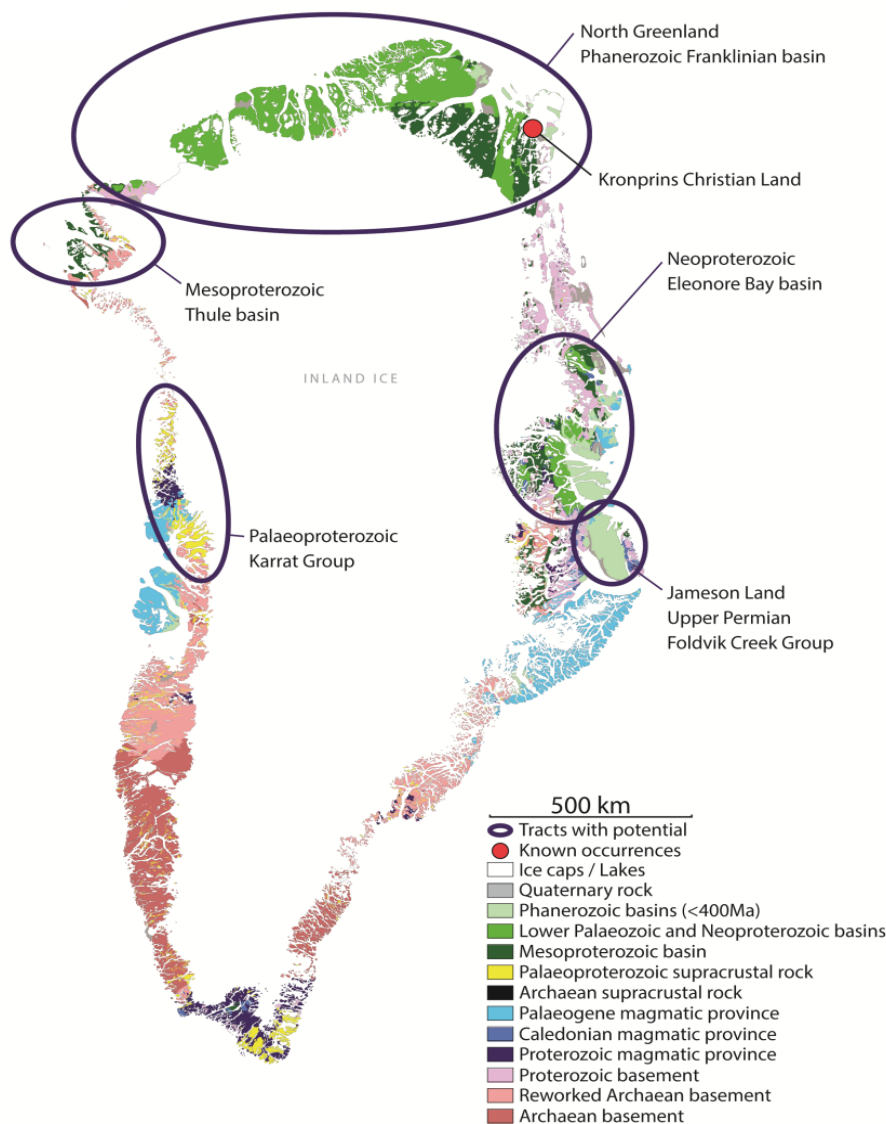 North Greenland
Phanerozoic Franklinian basin
Kronprins Christian Land
Neoproterozoic
Eleonore Bay basin
Mesoproterozoic
Thule basin
INLAND ICE
Palaeoproterozoic
Karrat Group
Jameson Land
Upper Permian
Foldvik Creek Group
500 km
Tracts with potential
Known occurrences
Ice caps / Lakes
Quaternary rock
Phanerozoic basins (<400Ma)
Lower Palaeozoic and Neoproterozoic basins
Mesoproterozoic basin
Palaeoproterozoic supracrustal rock
Archaean supracrustal rock
Palaeogene magmatic province
Caledonian magmatic province
Proterozoic magmatic province
Proterozoic basement
Reworked Archaean basement
Archaean basement